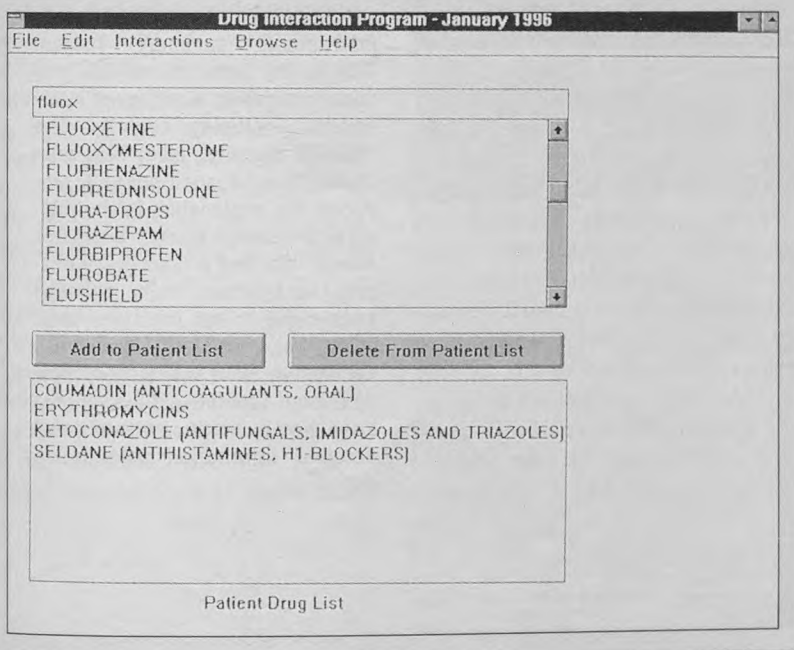 Drug Interaction Program - January 1996
File Edit Interactions Browse Help
fluox
FLUOXETINE
FLUOXYMESTERONE
FLUPHENAZINE
FLUPREDNISOLONE
FLURA-DROPS
FLURAZEPAM
FLURBIPROFEN
FLUROBATE
FLUSHIELD
Add to Patient List Delete From Patient List
COUMADIN (ANTICOAGULANTS, ORAL)
ERYTHROMYCINS
KETOCONAZOLE (ANTIFUNGALS, IMIDAZOLES AND TRIAZOLES)
SELDANE (ANTIHISTAMINES, H1-BLOCKERS)
Patient Drug List